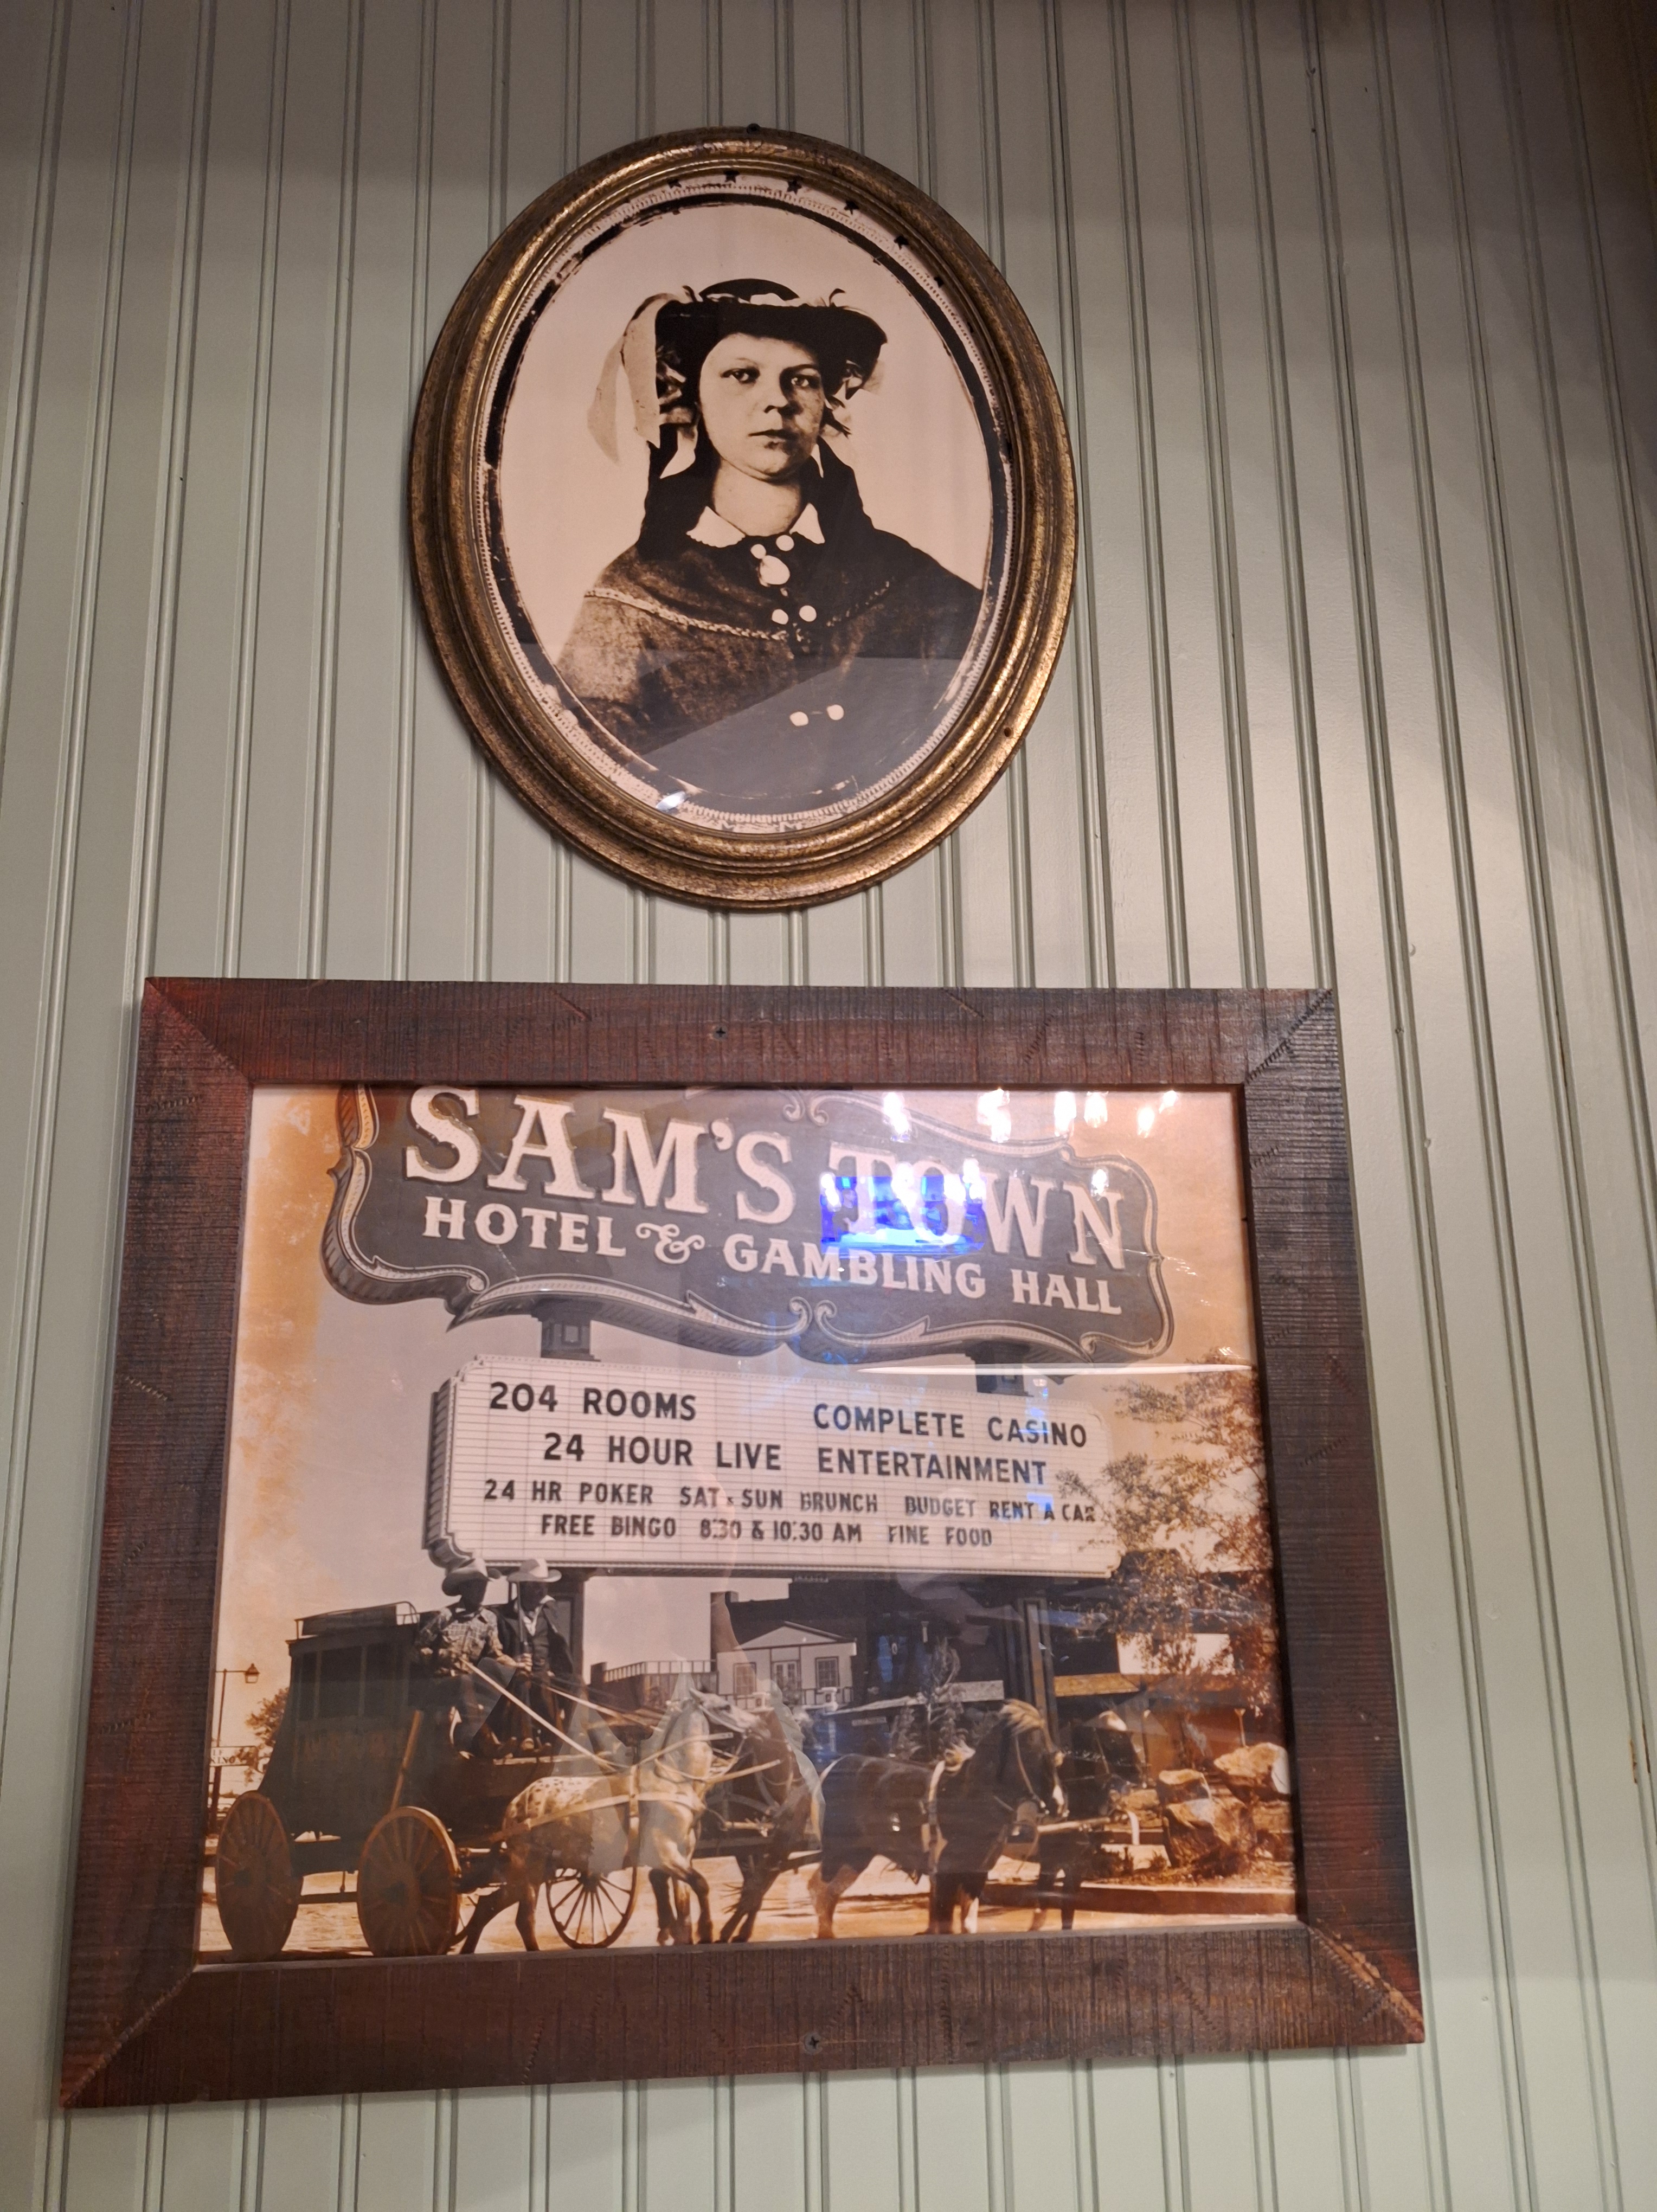 SAM'S TOWN
HOTEL & GAMBLING HALL
204 ROOMS COMPLETE CASINO
24 HOUR LIVE ENTERTAINMENT
24 HR POKER SAT & SUN BRUNCH BUDGET RENT A CAR
FREE BINGO 8:30 & 10:30 AM FINE FOOD